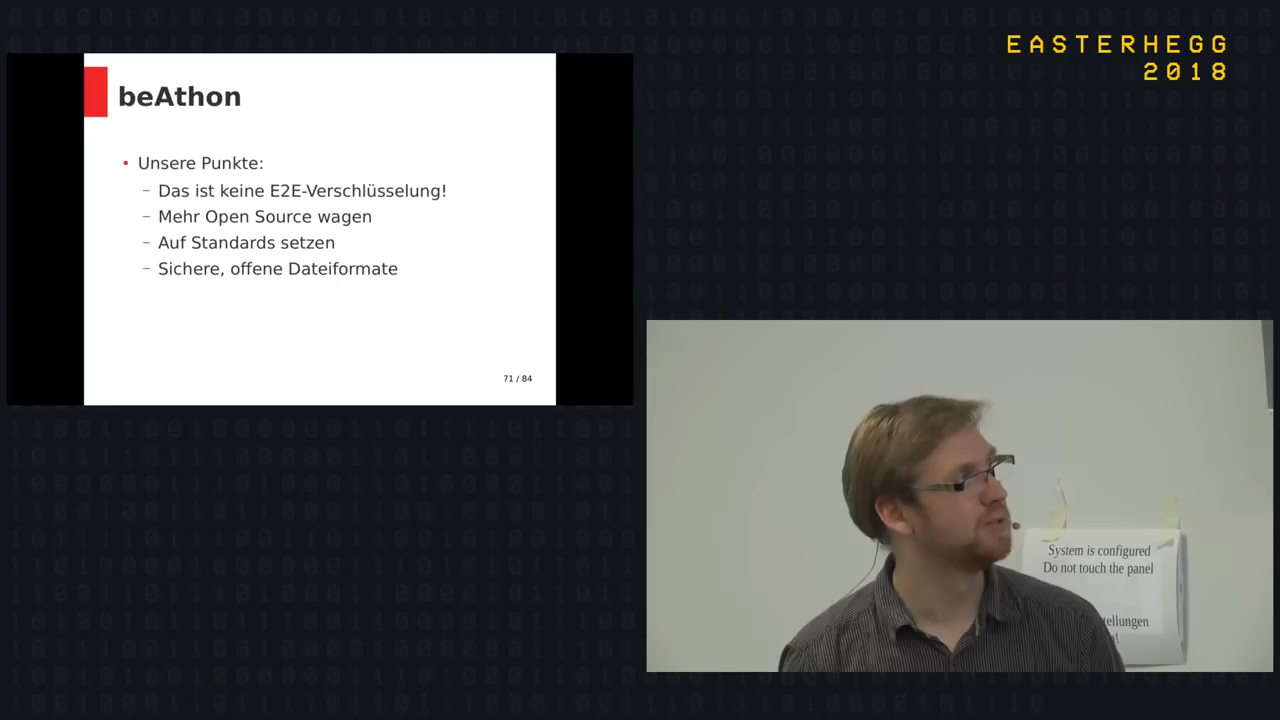 EASTERHEGG
2018
beAthon
• Unsere Punkte:
– Das ist keine E2E-Verschlüsselung!
– Mehr Open Source wagen
– Auf Standards setzen
– Sichere, offene Dateiformate
71 / 84
System is configured
Do not touch the panel